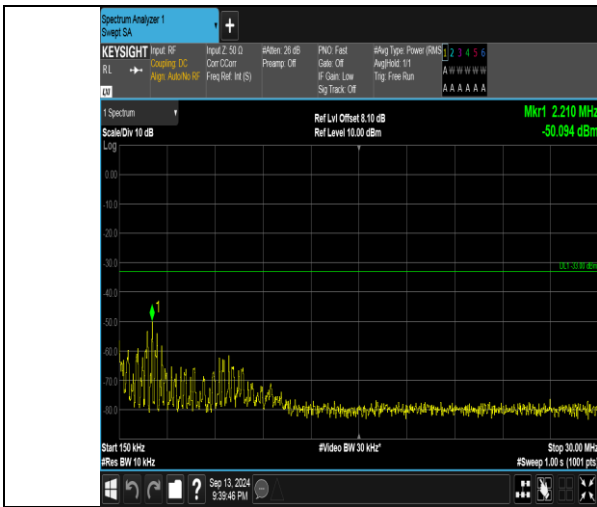 Spectrum Analyzer 1
Swept SA
+
KEYSIGHT
RL
LXI
Input: RF
Coupling: DC
Align: Auto/No RF
Input Z: 50 Ω
Corr CCorr
Freq Ref: Int (S)
#Atten: 26 dB
Preamp: Off
PNO: Fast
Gate: Off
IF Gain: Low
Sig Track: Off
#Avg Type: Power (RMS
Avg|Hold: 1/1
Trig: Free Run
1 2 3 4 5 6
A W W W W W
A A A A A A
1 Spectrum
Scale/Div 10 dB
Ref Lvl Offset 8.10 dB
Ref Level 10.00 dBm
Mkr1 2.210 MHz
-50.094 dBm
Log
0.00
-10.0
-20.0
-30.0
DL1 -33.00 dBm
-40.0
1
-50.0
-60.0
-70.0
-80.0
Start 150 kHz
#Res BW 10 kHz
#Video BW 30 kHz*
Stop 30.00 MHz
#Sweep 1.00 s (1001 pts)
?
Sep 13, 2024
9:39:46 PM